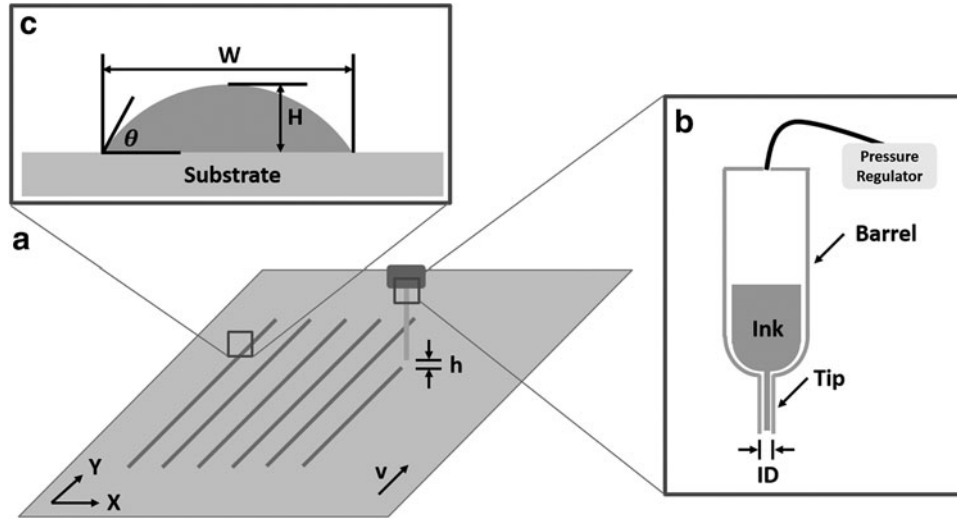 c
W
H
θ
Substrate
a
h
Y
X
v
b
Pressure
Regulator
Barrel
Ink
Tip
ID